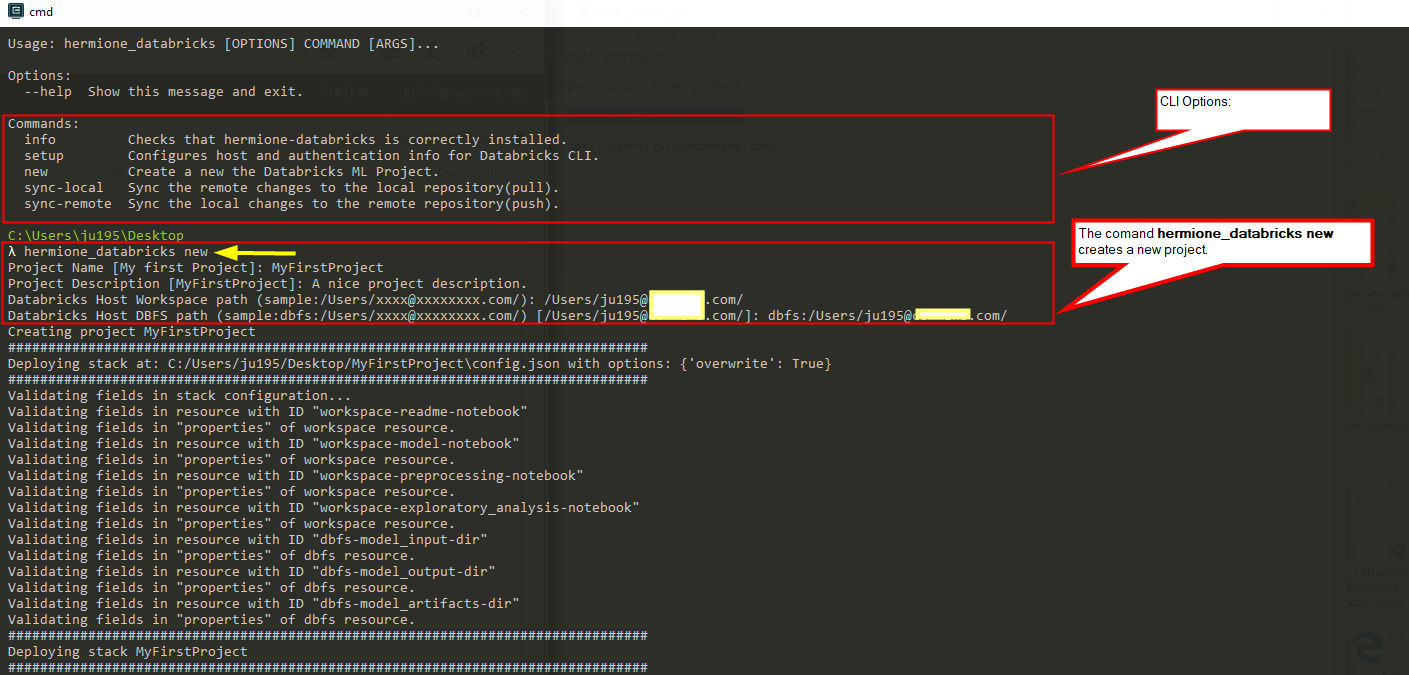 cmd
Usage: hermione_databricks [OPTIONS] COMMAND [ARGS]...
Options:
--help Show this message and exit.
CLI Options:
Commands:
info Checks that hermione-databricks is correctly installed.
setup Configures host and authentication info for Databricks CLI.
new Create a new the Databricks ML Project.
sync-local Sync the remote changes to the local repository(pull).
sync-remote Sync the local changes to the remote repository(push).
C:\Users\ju195\Desktop
λ hermione_databricks new
The comand hermione_databricks new
creates a new project.
Project Name [My first Project]: MyFirstProject
Project Description [MyFirstProject]: A nice project description.
Databricks Host Workspace path (sample:/Users/xxxx@xxxxxxxx.com/): /Users/ju195@ .com/
Databricks Host DBFS path (sample:dbfs:/Users/xxxx@xxxxxxxx.com/) [/Users/ju195@ .com/]: dbfs:/Users/ju195@ .com/
Creating project MyFirstProject
################################################################################
Deploying stack at: C:/Users/ju195/Desktop/MyFirstProject\config.json with options: {'overwrite': True}
################################################################################
Validating fields in stack configuration...
Validating fields in resource with ID "workspace-readme-notebook"
Validating fields in "properties" of workspace resource.
Validating fields in resource with ID "workspace-model-notebook"
Validating fields in "properties" of workspace resource.
Validating fields in resource with ID "workspace-preprocessing-notebook"
Validating fields in "properties" of workspace resource.
Validating fields in resource with ID "workspace-exploratory_analysis-notebook"
Validating fields in "properties" of workspace resource.
Validating fields in resource with ID "dbfs-model_input-dir"
Validating fields in "properties" of dbfs resource.
Validating fields in resource with ID "dbfs-model_output-dir"
Validating fields in "properties" of dbfs resource.
Validating fields in resource with ID "dbfs-model_artifacts-dir"
Validating fields in "properties" of dbfs resource.
################################################################################
Deploying stack MyFirstProject
################################################################################